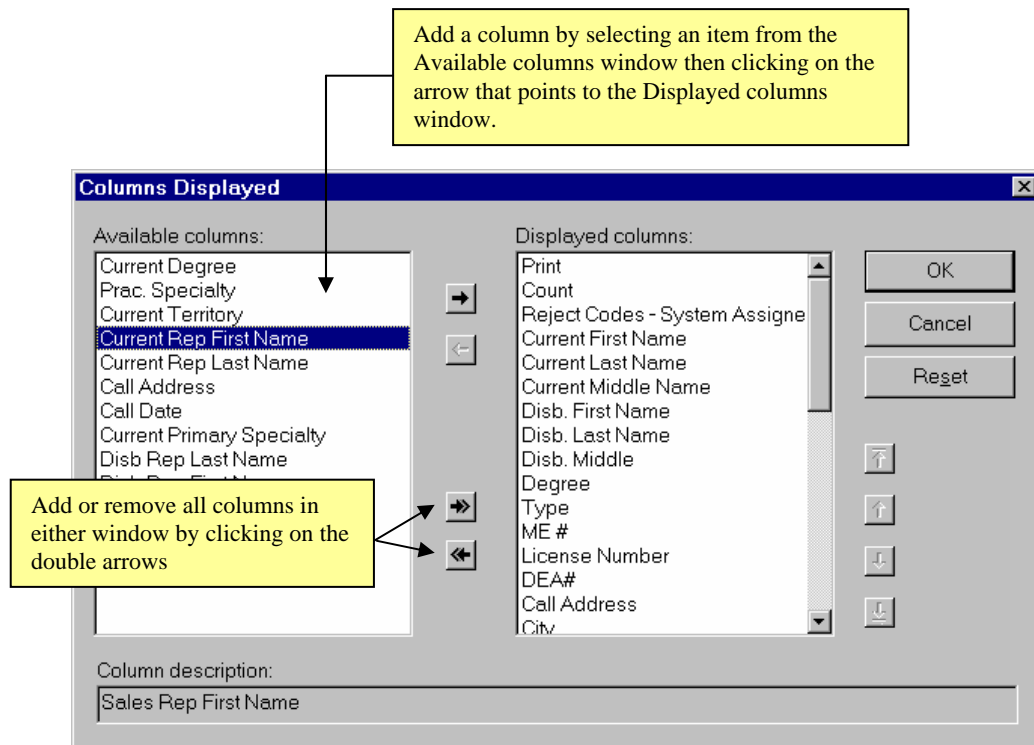 Add a column by selecting an item from the
Available columns window then clicking on the
arrow that points to the Displayed columns
window.
Columns Displayed
Available columns:
Current Degree
Prac. Specialty
Current Territory
Current Rep First Name
Current Rep Last Name
Call Address
Call Date
Current Primary Specialty
Disb Rep Last Name
Add or remove all columns in
either window by clicking on the
double arrows
Displayed columns:
Print
Count
Reject Codes - System Assigne
Current First Name
Current Last Name
Current Middle Name
Disb. First Name
Disb. Last Name
Disb. Middle
Degree
Type
ME #
License Number
DEA#
Call Address
City
OK
Cancel
Reset
Column description:
Sales Rep First Name